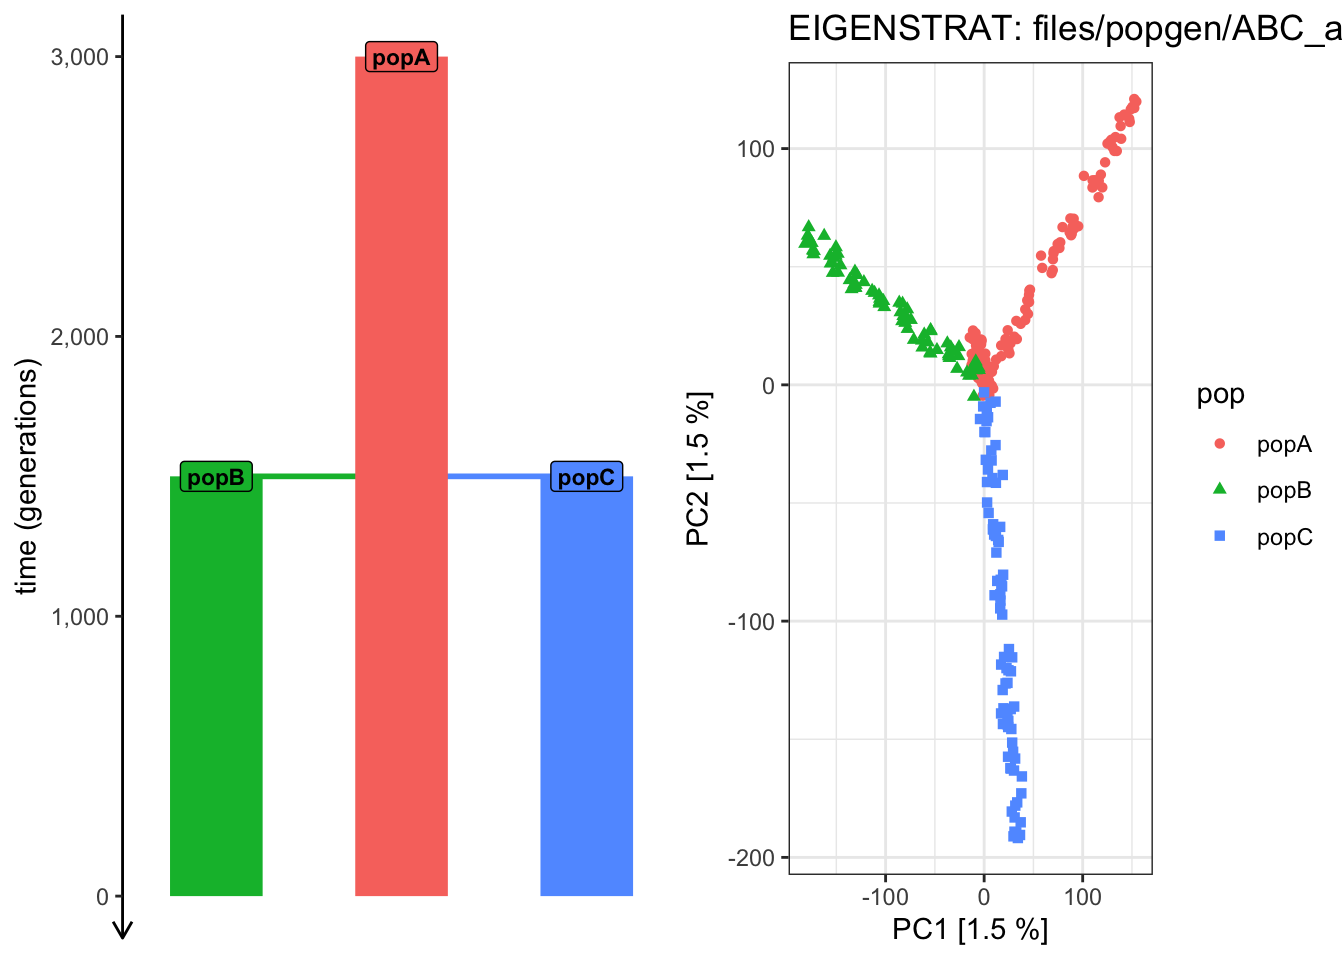 time (generations)
3,000
2,000
1,000
0
popA
popB
popC
EIGENSTRAT: files/popgen/ABC_a
PC2 [1.5 %]
100
0
-100
-200
-100 0 100
PC1 [1.5 %]
pop
popA
popB
popC